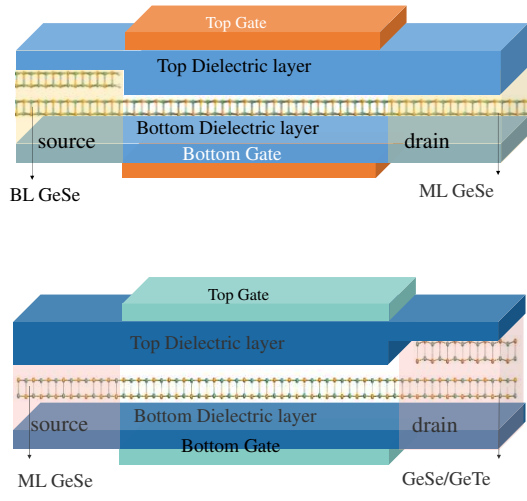 Top Gate
Top Dielectric layer
Bottom Dielectric layer
source
drain
Bottom Gate
BL GeSe
ML GeSe
Top Gate
Top Dielectric layer
source
Bottom Dielectric layer
drain
Bottom Gate
ML GeSe
GeSe/GeTe